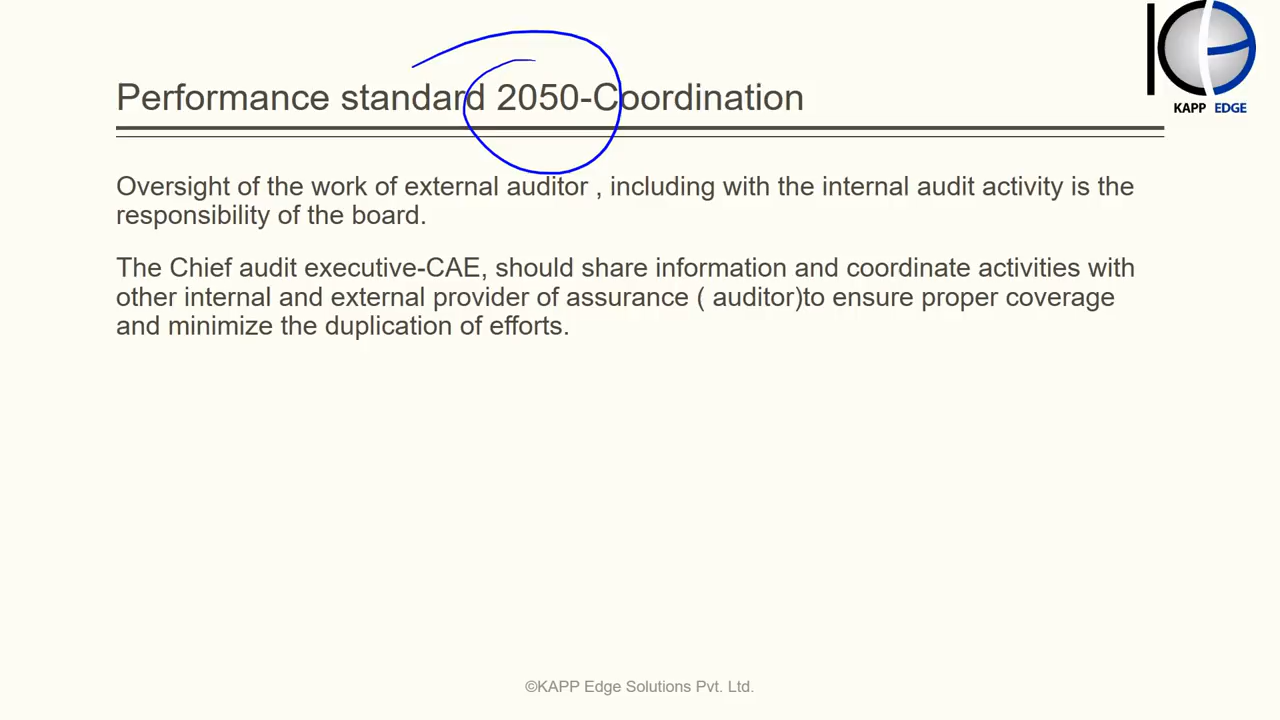 KAPP EDGE
Performance standard 2050-Coordination
Oversight of the work of external auditor , including with the internal audit activity is the
responsibility of the board.
The Chief audit executive-CAE, should share information and coordinate activities with
other internal and external provider of assurance ( auditor)to ensure proper coverage
and minimize the duplication of efforts.
©KAPP Edge Solutions Pvt. Ltd.